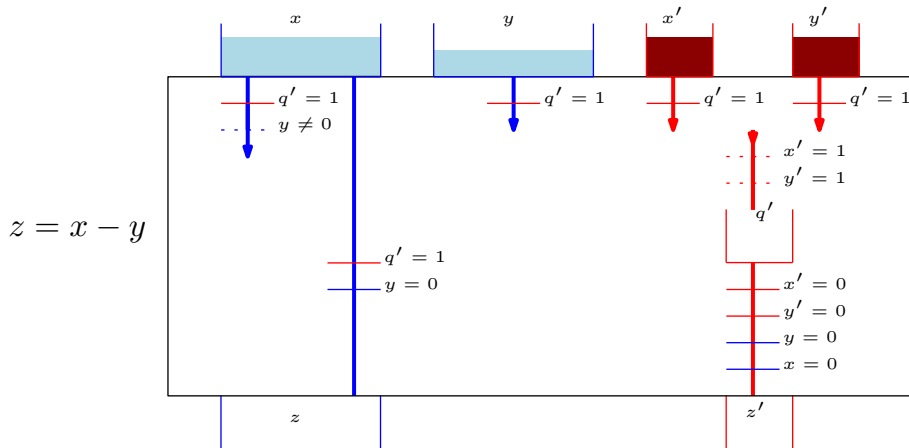 x y x′ y′
q′ = 1 q′ = 1 q′ = 1 q′ = 1
y ≠ 0
x′ = 1
y′ = 1
q′
z = x − y
q′ = 1
y = 0 x′ = 0
y′ = 0
y = 0
x = 0
z z′